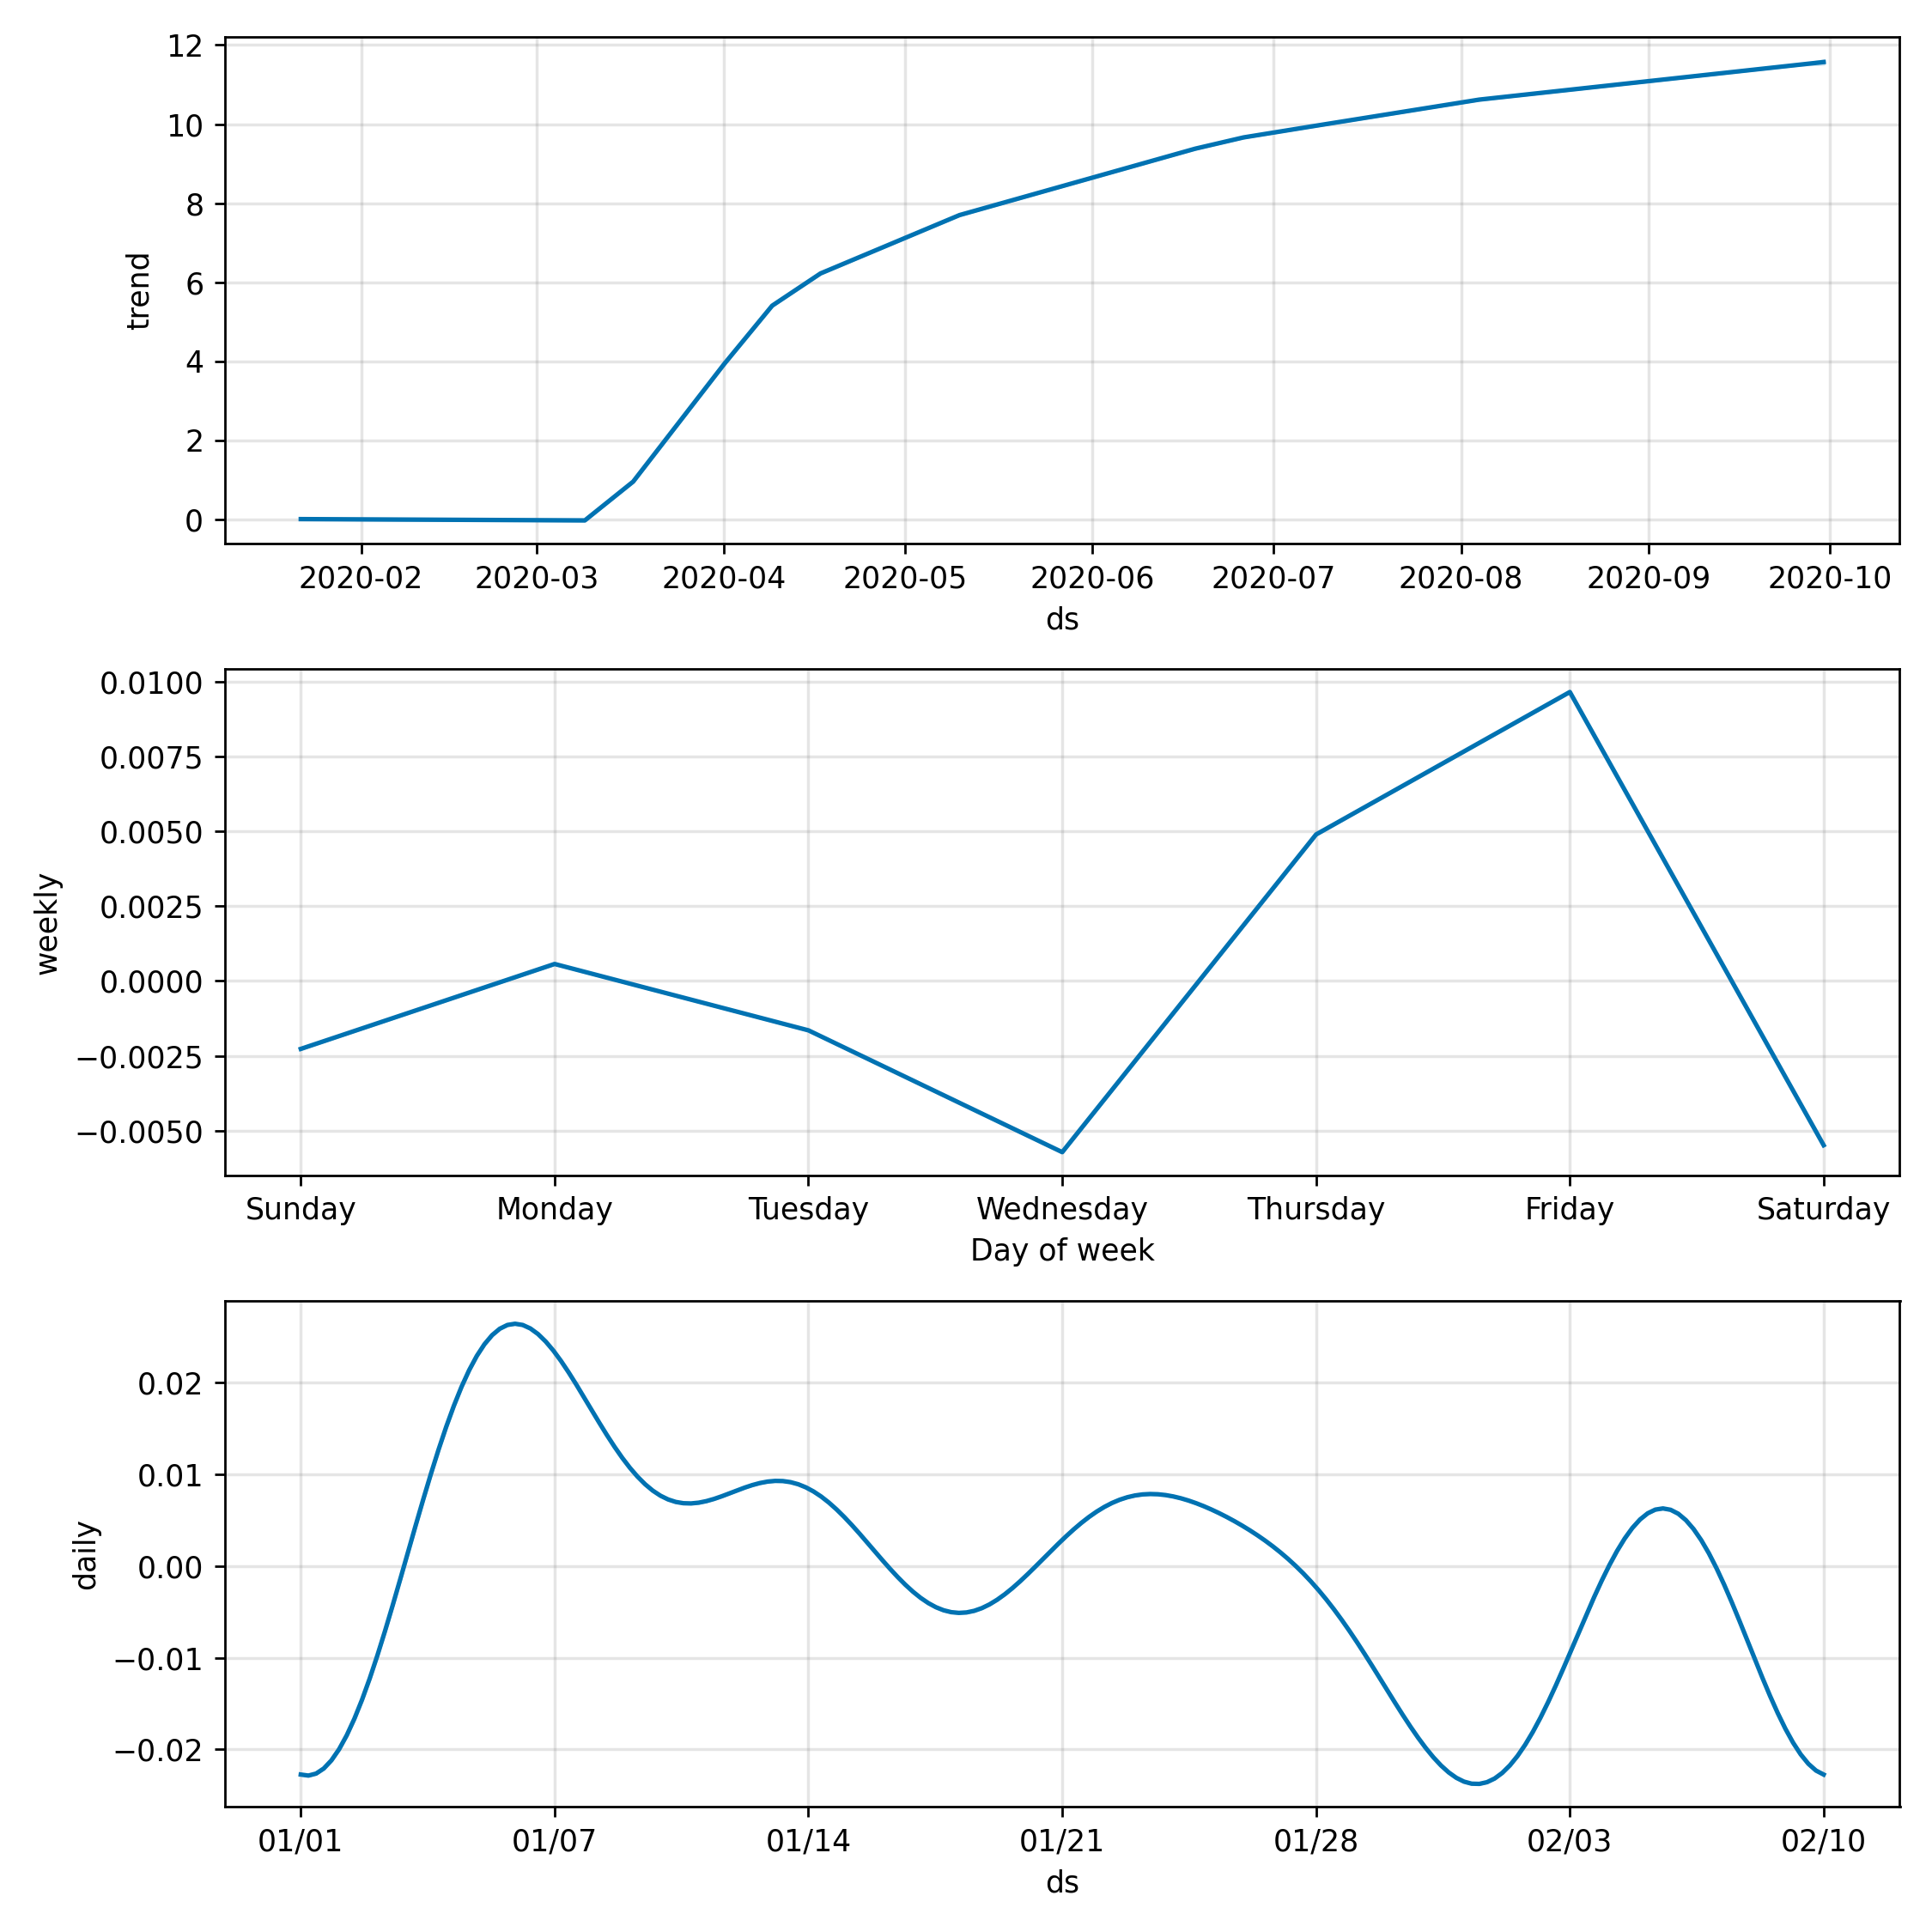 12
10
8
6
4
2
0
trend
2020-02 2020-03 2020-04 2020-05 2020-06 2020-07 2020-08 2020-09 2020-10
ds
0.0100
0.0075
0.0050
0.0025
0.0000
−0.0025
−0.0050
weekly
Sunday Monday Tuesday Wednesday Thursday Friday Saturday
Day of week
0.02
0.01
0.00
−0.01
−0.02
daily
01/01 01/07 01/14 01/21 01/28 02/03 02/10
ds